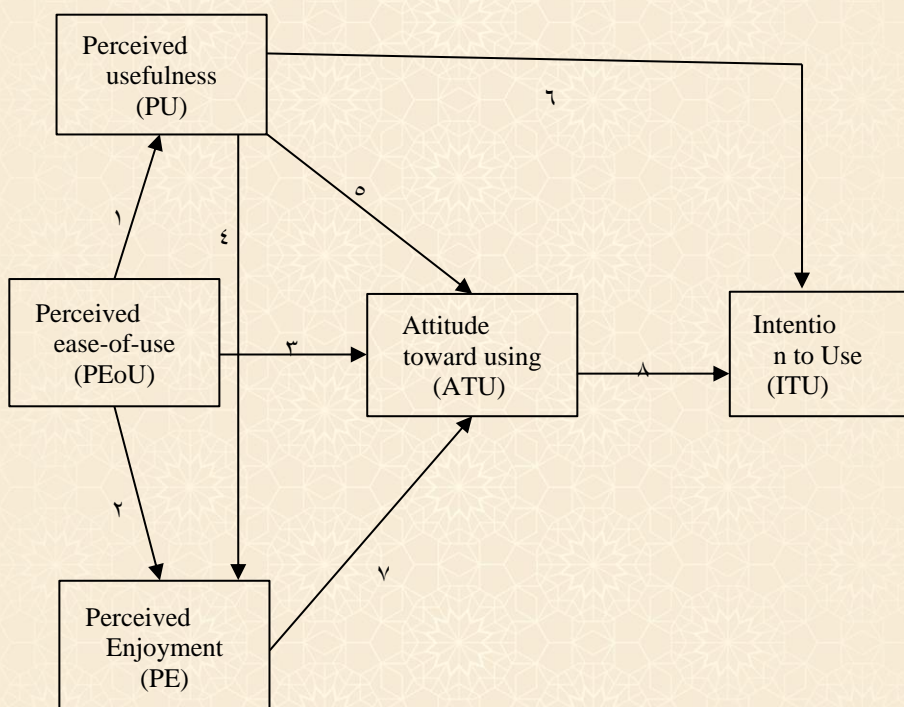 Perceived
usefulness
(PU)
٦
٥
١
٤
Perceived
ease-of-use
(PEoU)
٣
Attitude
toward using
(ATU)
٨
Intentio
n to Use
(ITU)
٢
٧
Perceived
Enjoyment
(PE)